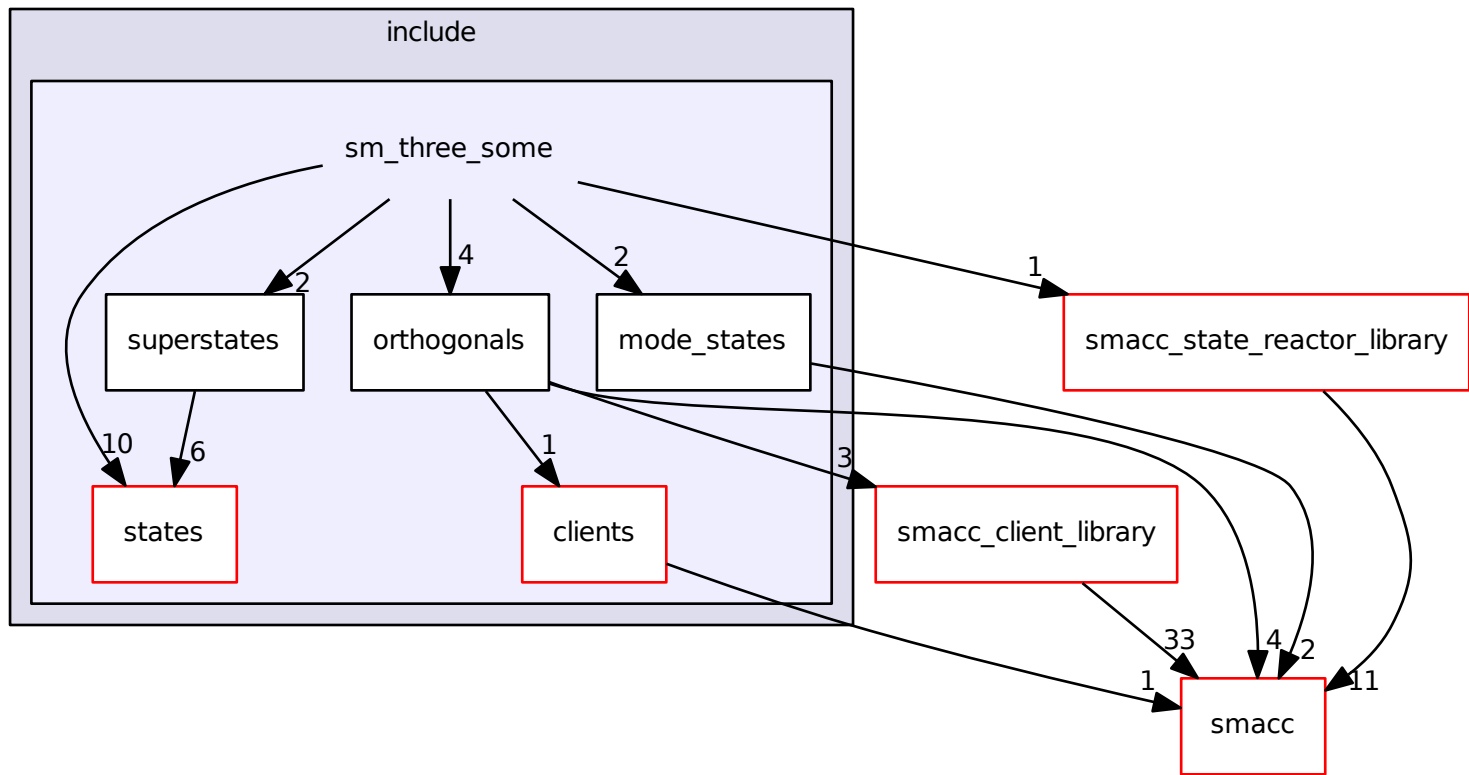 include
sm_three_some
4
2
1
2
superstates
orthogonals
mode_states
smacc_state_reactor_library
10
6
1
3
states
clients
smacc_client_library
33
4
2
1
11
smacc